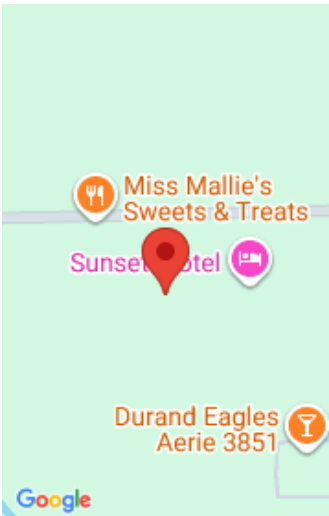 Miss Mallie's
Sweets & Treats
Sunset otel
Durand Eagles
Aerie 3851
Google